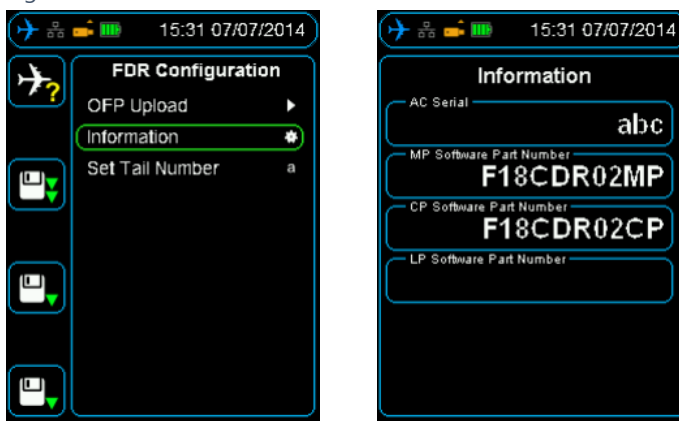 15:31 07/07/2014
FDR Configuration
OFP Upload
Information
Set Tail Number a
?
15:31 07/07/2014
Information
AC Serial
abc
MP Software Part Number
F18CDR02MP
CP Software Part Number
F18CDR02CP
LP Software Part Number